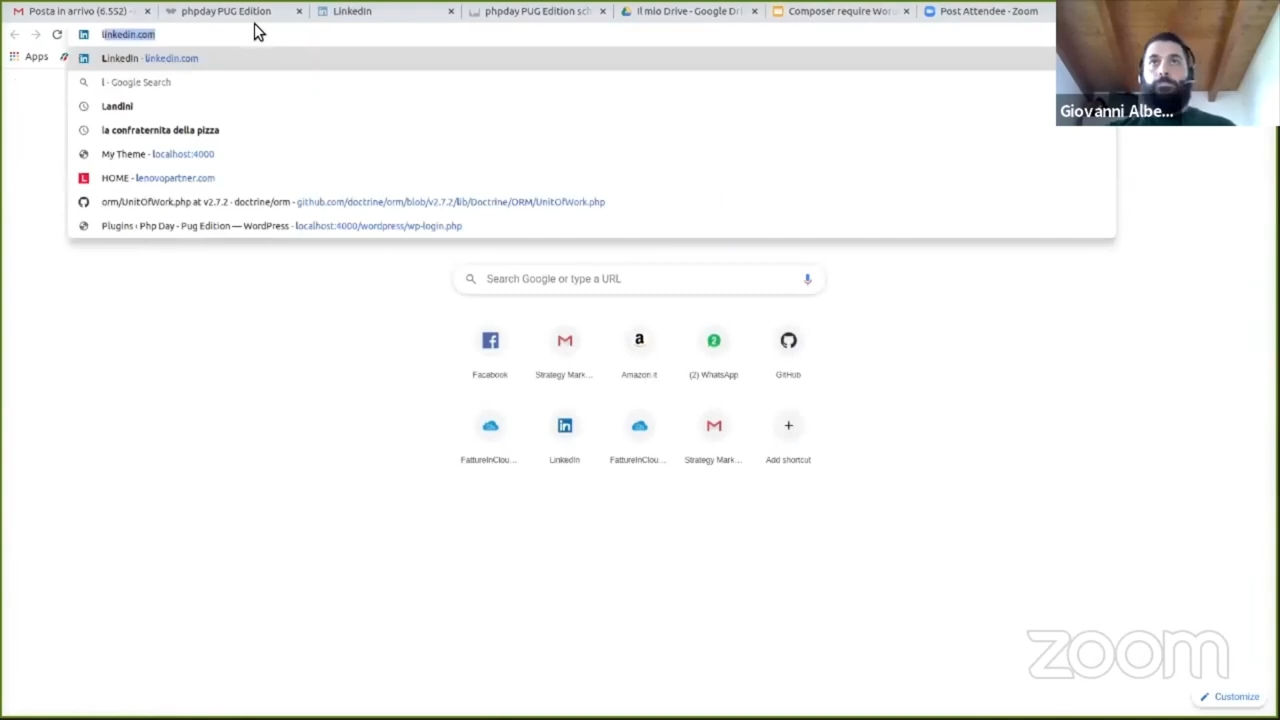 Posta in arrivo (6.552) -
phpday PUG Edition
LinkedIn
phpday PUG Edition sch
Il mio Drive - Google Dri
Composer require Wor
Post Attendee - Zoom
linkedin.com
Apps
LinkedIn - linkedin.com
l - Google Search
Landini
la confraternita della pizza
My Theme - localhost:4000
HOME - lenovopartner.com
orm/UnitOfWork.php at v2.7.2 · doctrine/orm - github.com/doctrine/orm/blob/v2.7.2/lib/Doctrine/ORM/UnitOfWork.php
Plugins ‹ Php Day - Pug Edition — WordPress - localhost:4000/wordpress/wp-login.php
Giovanni Albe...
Search Google or type a URL
Facebook
Strategy Mark...
Amazon.it
(2) WhatsApp
GitHub
FattureInClou...
LinkedIn
FattureInClou...
Strategy Mark...
Add shortcut
zoom
Customize